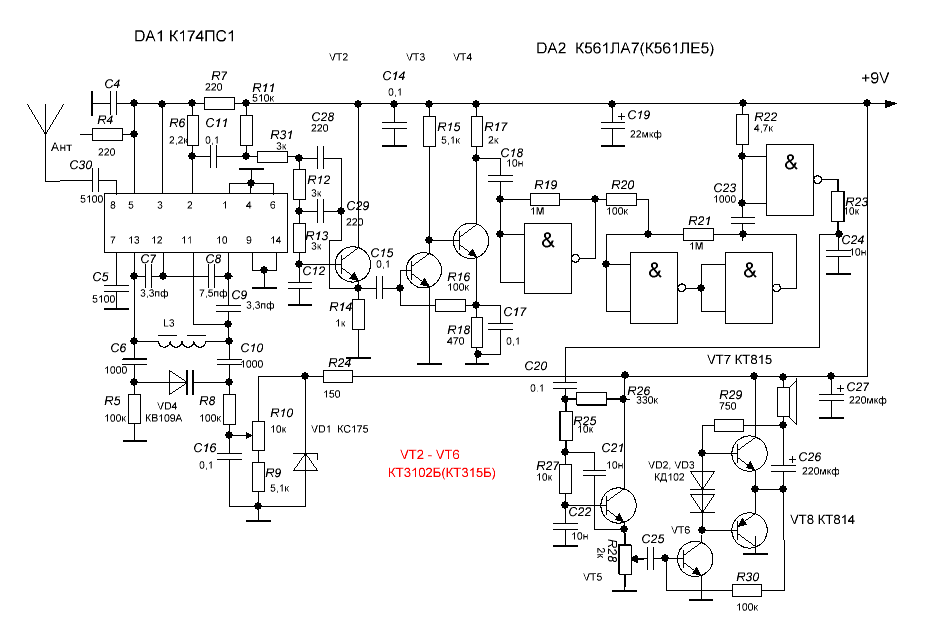 DA1 К174ПС1
DA2 К561ЛА7(К561ЛЕ5)
VT2
VT3
VT4
+9V
C4
R7
220
R11
510к
C14
0,1
R4
220
Ант
R6
2,2к
C11
0,1
R31
3к
C28
220
R15
5,1к
R17
2к
C19
+
22мкф
R22
4,7к
C30
5100
R12
3к
C18
10н
R19
1М
R20
100к
C23
1000
&
R23
10к
8 5 3 2 1 4 6
7 13 12 11 10 9 14
C29
220
R13
3к
C12
C15
0,1
&
R21
1М
C24
10н
C5
5100
C7
3,3пф
C8
7,5пф
C9
3,3пф
R14
1к
R16
100к
&
&
L3
R18
470
C17
0,1
C6
1000
C10
1000
R24
150
C20
0.1
VT7 КТ815
R5
100к
VD4
КВ109А
R8
100к
R10
10к
VD1 КС175
R26
330к
R29
750
+
C27
220мкф
R25
10к
C16
0,1
R9
5,1к
VT2 - VT6
КТ3102Б(КТ315Б)
R27
10к
C21
10н
VD2, VD3
КД102
+
C26
220мкф
C22
10н
VT8 КТ814
R28
2к
VT5
C25
VT6
R30
100к